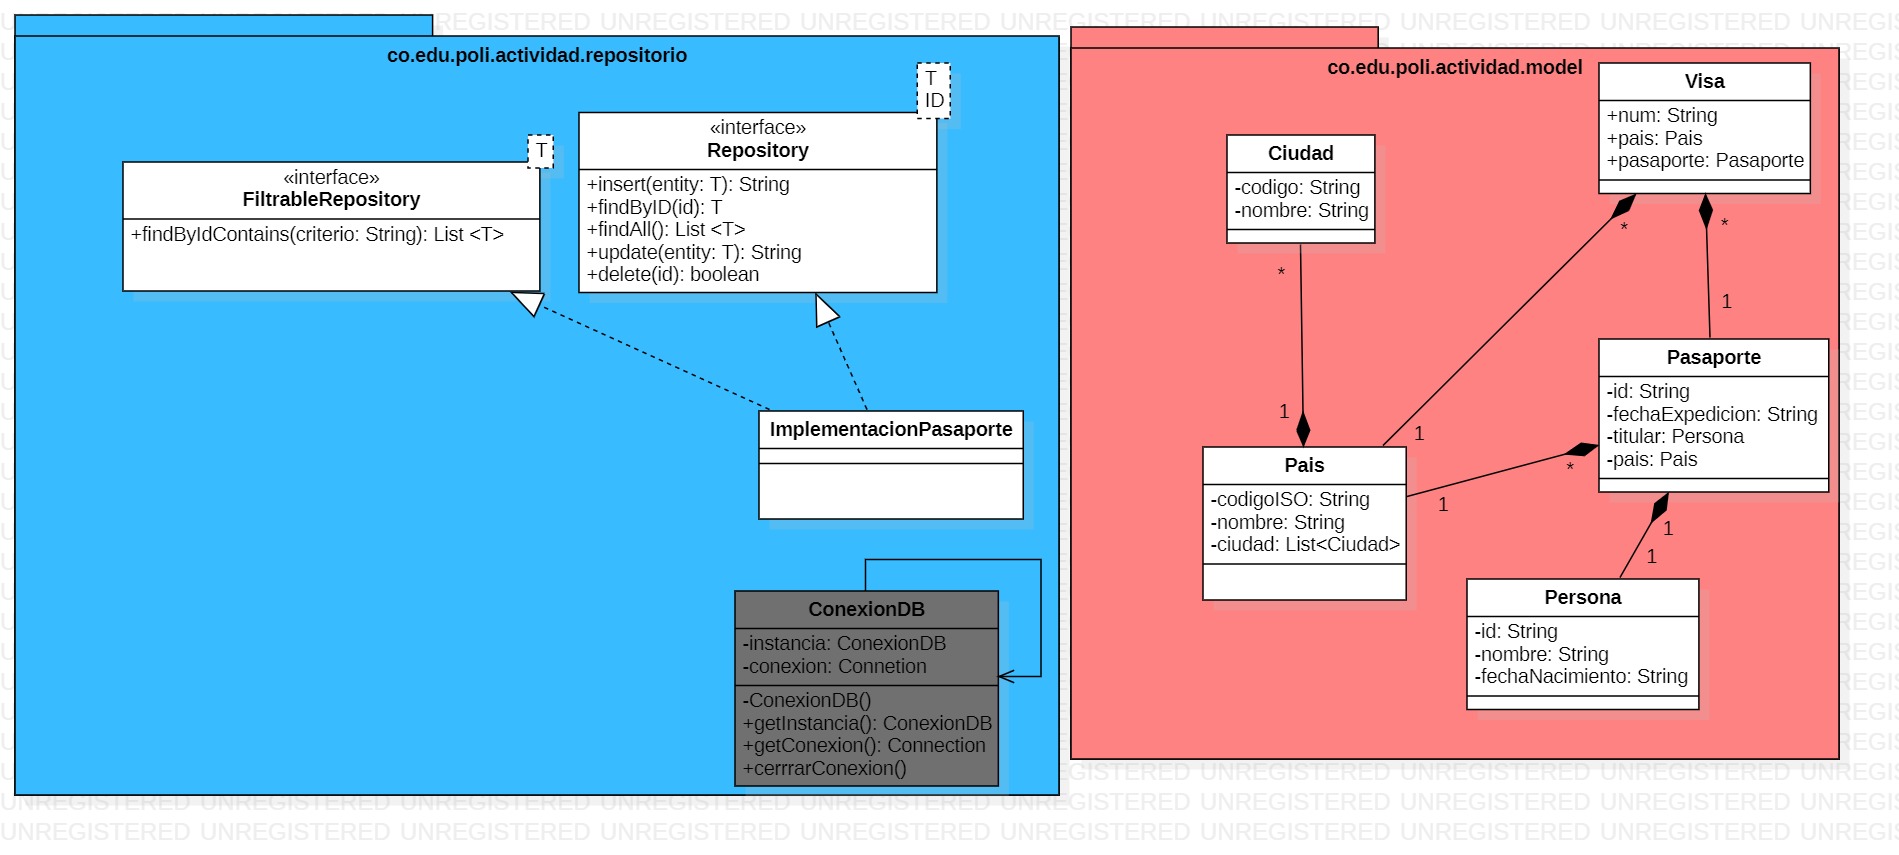 co.edu.poli.actividad.repositorio
T
ID
«interface»
Repository
+insert(entity: T): String
+findByID(id): T
+findAll(): List <T>
+update(entity: T): String
+delete(id): boolean
T
«interface»
FiltrableRepository
+findByIdContains(criterio: String): List <T>
ImplementacionPasaporte
ConexionDB
-instancia: ConexionDB
-conexion: Connetion
-ConexionDB()
+getInstancia(): ConexionDB
+getConexion(): Connection
+cerrrarConexion()
co.edu.poli.actividad.model
Visa
+num: String
+pais: Pais
+pasaporte: Pasaporte
Ciudad
-codigo: String
-nombre: String
*
*
*
1
1
1
Pasaporte
-id: String
-fechaExpedicion: String
-titular: Persona
-pais: Pais
*
1
Pais
-codigoISO: String
-nombre: String
-ciudad: List<Ciudad>
1
1
Persona
-id: String
-nombre: String
-fechaNacimiento: String
UNREGISTERED UNREGISTERED UNREGISTERED UNREGISTERED UNREGISTERED UNREGISTERED UNREGISTERED UNREGISTERED UNREGISTERED